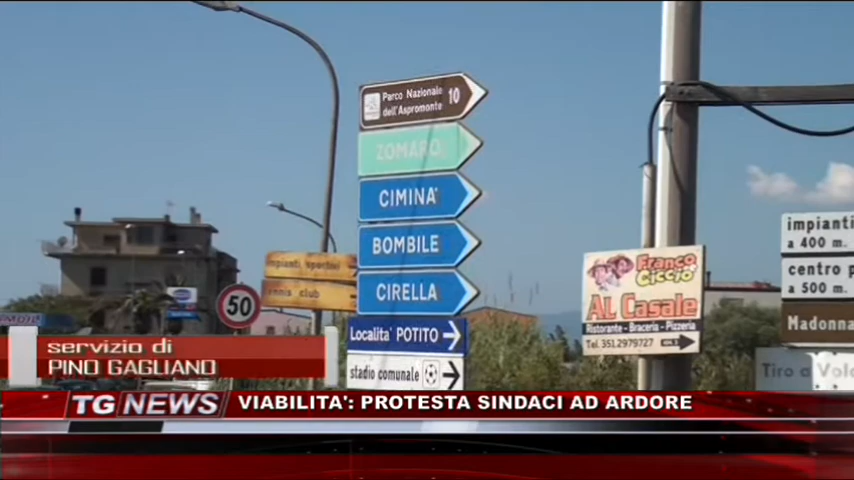 Parco Nazionale
dell'Aspromonte
10
ZOMARO
CIMINA'
BOMBILE
CIRELLA
Localita' POTITO
stadio comunale
impianti sportivi
tennis club
50
Franco
e
Ciccio
AL Casale
Ristorante - Braceria - Pizzeria
Tel. 351.2979727
impianti
A 400 m.
centro
A 500 m.
Madonna
TIro a Volo
servizio di
PINO GAGLIANO
TG NEWS VIABILITA': PROTESTA SINDACI AD ARDORE